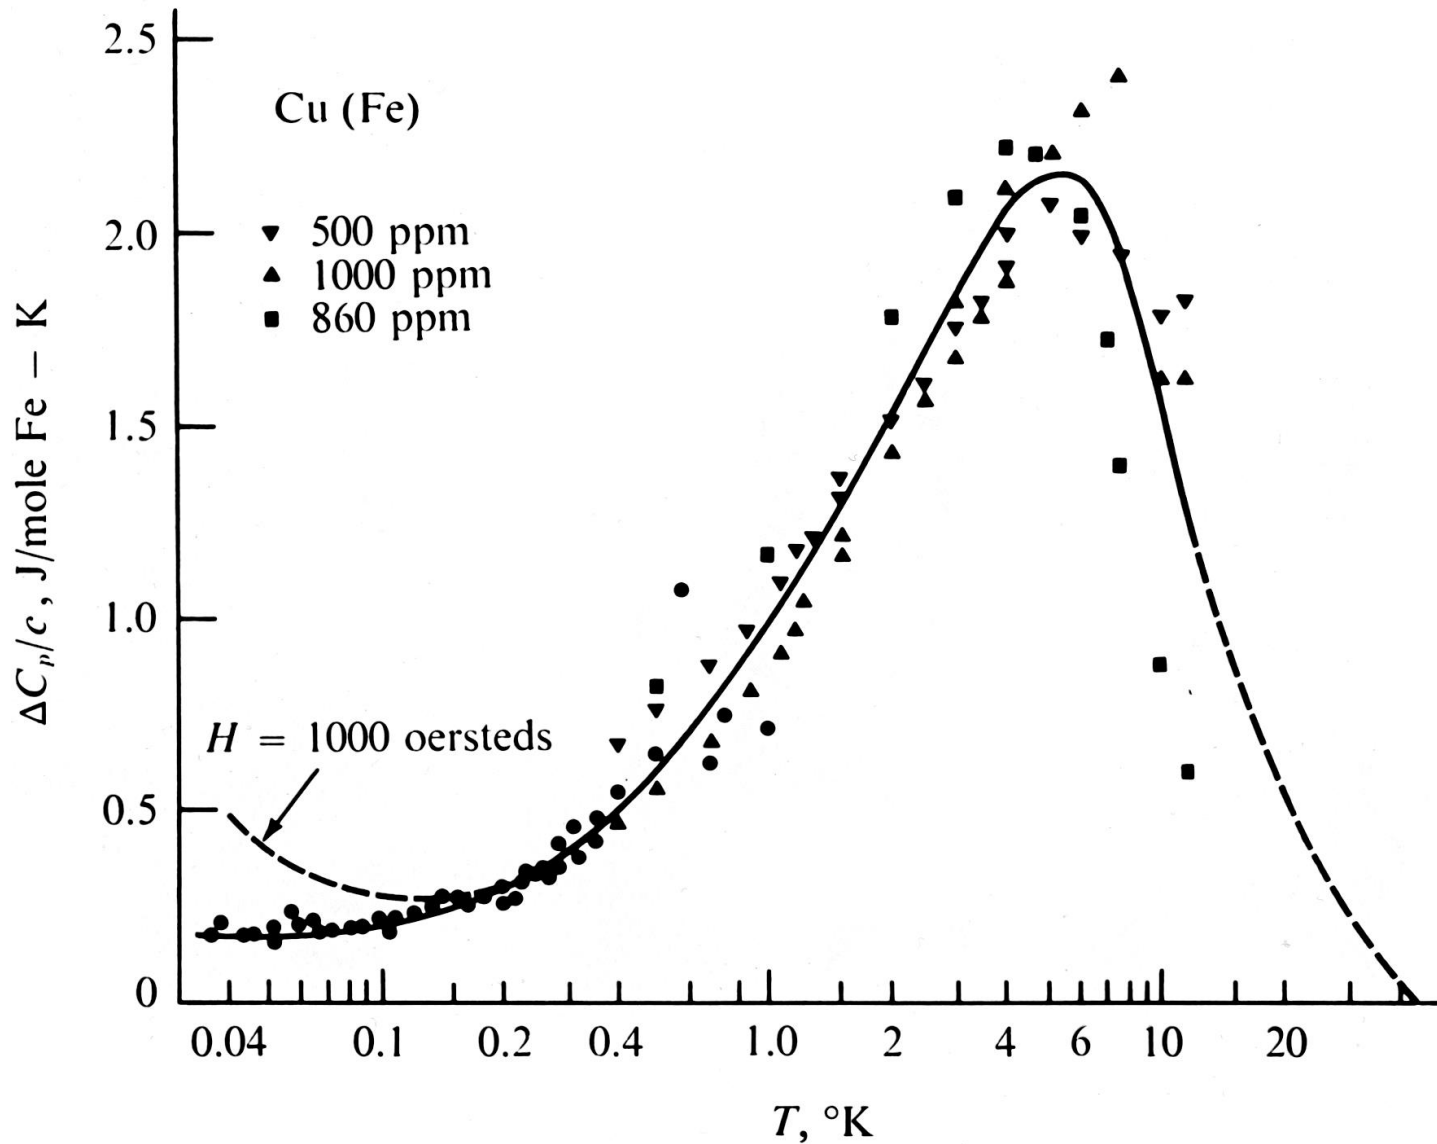 2.5
Cu (Fe)
▼ 500 ppm
▲ 1000 ppm
■ 860 ppm
2.0
1.5
1.0
H = 1000 oersteds
0.5
0
0.04 0.1 0.2 0.4 1.0 2 4 6 10 20
T, °K
ΔCp/c, J/mole Fe – K